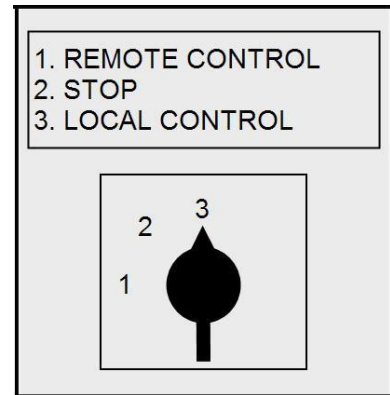 1. REMOTE CONTROL
2. STOP
3. LOCAL CONTROL
3
2
1